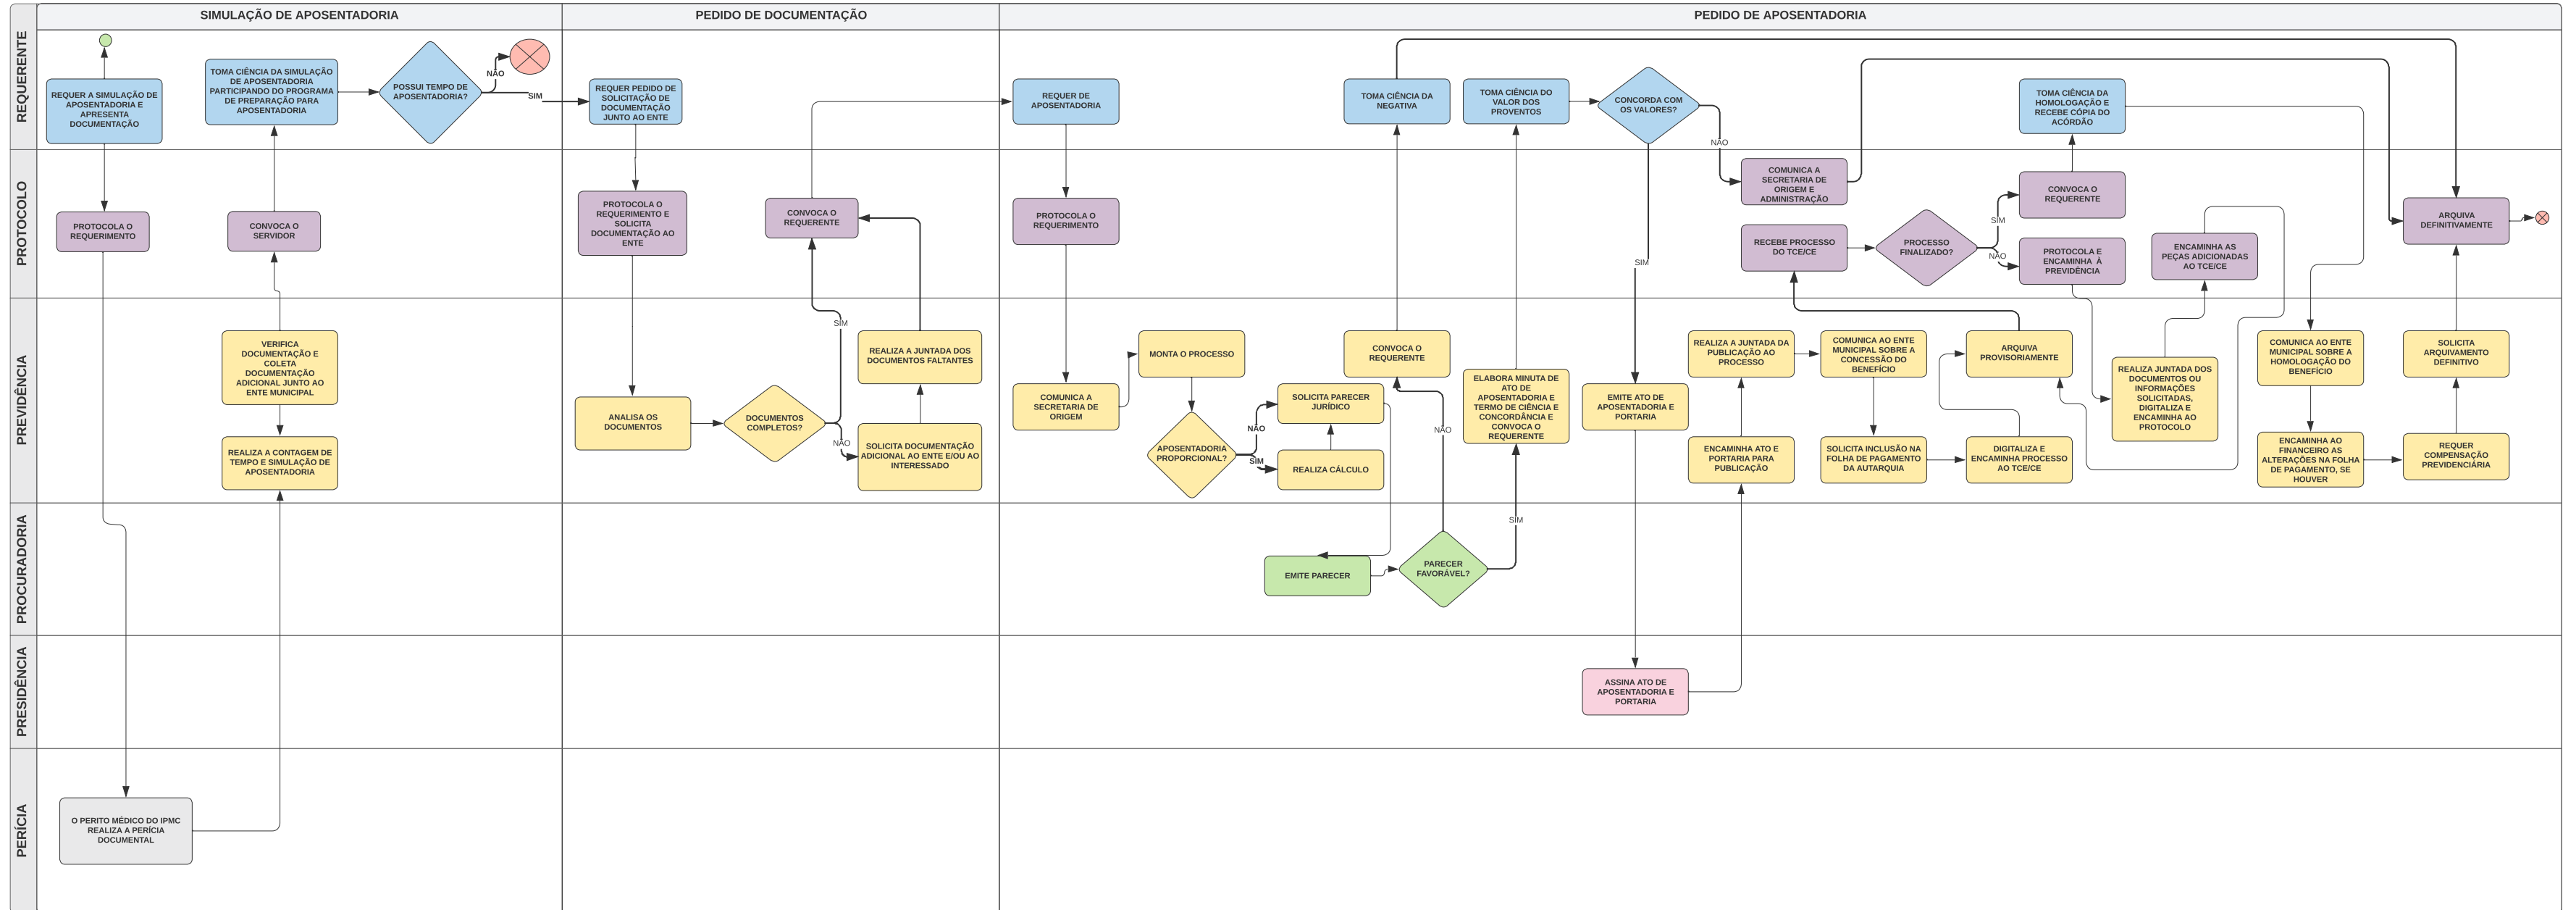 SIMULAÇÃO DE APOSENTADORIA
PEDIDO DE DOCUMENTAÇÃO
PEDIDO DE APOSENTADORIA
REQUERENTE
REQUER A SIMULAÇÃO DE
APOSENTADORIA E
APRESENTA
DOCUMENTAÇÃO
TOMA CIÊNCIA DA SIMULAÇÃO
DE APOSENTADORIA
PARTICIPANDO DO PROGRAMA
DE PREPARAÇÃO PARA
APOSENTADORIA
POSSUI TEMPO DE
APOSENTADORIA?
NÃO
SIM
REQUER PEDIDO DE
SOLICITAÇÃO DE
DOCUMENTAÇÃO
JUNTO AO ENTE
REQUER DE
APOSENTADORIA
TOMA CIÊNCIA DA
NEGATIVA
TOMA CIÊNCIA DO
VALOR DOS
PROVENTOS
CONCORDA COM
OS VALORES?
NÃO
SIM
TOMA CIÊNCIA DA
HOMOLOGAÇÃO E
RECEBE CÓPIA DO
ACÓRDÃO
PROTOCOLO
PROTOCOLA O
REQUERIMENTO
CONVOCA O
SERVIDOR
PROTOCOLA O
REQUERIMENTO E
SOLICITA
DOCUMENTAÇÃO AO
ENTE
CONVOCA O
REQUERENTE
PROTOCOLA O
REQUERIMENTO
COMUNICA A
SECRETARIA DE
ORIGEM E
ADMINISTRAÇÃO
RECEBE PROCESSO
DO TCE/CE
PROCESSO
FINALIZADO?
SIM
NÃO
CONVOCA O
REQUERENTE
PROTOCOLA E
ENCAMINHA À
PREVIDÊNCIA
ENCAMINHA AS
PEÇAS ADICIONADAS
AO TCE/CE
ARQUIVA
DEFINITIVAMENTE
PREVIDÊNCIA
VERIFICA
DOCUMENTAÇÃO E
COLETA
DOCUMENTAÇÃO
ADICIONAL JUNTO AO
ENTE MUNICIPAL
REALIZA A CONTAGEM DE
TEMPO E SIMULAÇÃO DE
APOSENTADORIA
ANALISA OS
DOCUMENTOS
DOCUMENTOS
COMPLETOS?
SIM
NÃO
REALIZA A JUNTADA DOS
DOCUMENTOS FALTANTES
SOLICITA DOCUMENTAÇÃO
ADICIONAL AO ENTE E/OU AO
INTERESSADO
COMUNICA A
SECRETARIA DE
ORIGEM
MONTA O PROCESSO
APOSENTADORIA
PROPORCIONAL?
NÃO
SIM
SOLICITA PARECER
JURÍDICO
REALIZA CÁLCULO
CONVOCA O
REQUERENTE
NÃO
ELABORA MINUTA DE
ATO DE
APOSENTADORIA E
TERMO DE CIÊNCIA E
CONCORDÂNCIA E
CONVOCA O
REQUERENTE
EMITE ATO DE
APOSENTADORIA E
PORTARIA
REALIZA A JUNTADA DA
PUBLICAÇÃO AO
PROCESSO
ENCAMINHA ATO E
PORTARIA PARA
PUBLICAÇÃO
COMUNICA AO ENTE
MUNICIPAL SOBRE A
CONCESSÃO DO
BENEFÍCIO
SOLICITA INCLUSÃO NA
FOLHA DE PAGAMENTO
DA AUTARQUIA
ARQUIVA
PROVISORIAMENTE
DIGITALIZA E
ENCAMINHA PROCESSO
AO TCE/CE
REALIZA JUNTADA DOS
DOCUMENTOS OU
INFORMAÇÕES
SOLICITADAS,
DIGITALIZA E
ENCAMINHA AO
PROTOCOLO
COMUNICA AO ENTE
MUNICIPAL SOBRE A
HOMOLOGAÇÃO DO
BENEFÍCIO
ENCAMINHA AO
FINANCEIRO AS
ALTERAÇÕES NA FOLHA
DE PAGAMENTO, SE
HOUVER
SOLICITA
ARQUIVAMENTO
DEFINITIVO
REQUER
COMPENSAÇÃO
PREVIDENCIÁRIA
PROCURADORIA
EMITE PARECER
PARECER
FAVORÁVEL?
SIM
PRESIDÊNCIA
ASSINA ATO DE
APOSENTADORIA E
PORTARIA
PERÍCIA
O PERITO MÉDICO DO IPMC
REALIZA A PERÍCIA
DOCUMENTAL